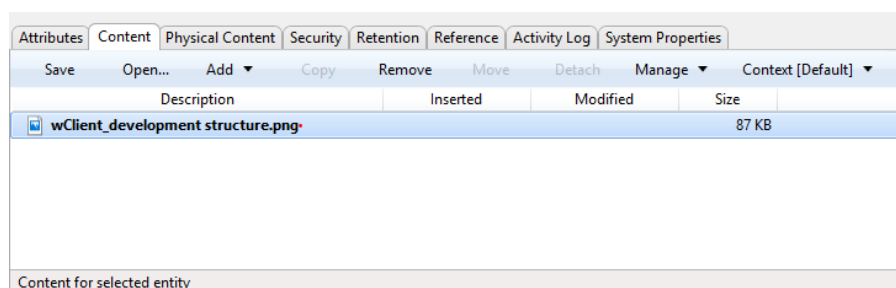 Attributes Content Physical Content Security Retention Reference Activity Log System Properties
Save Open... Add Copy Remove Move Detach Manage Context [Default]
Description Inserted Modified Size
wClient_development structure.png 87 KB
Content for selected entity